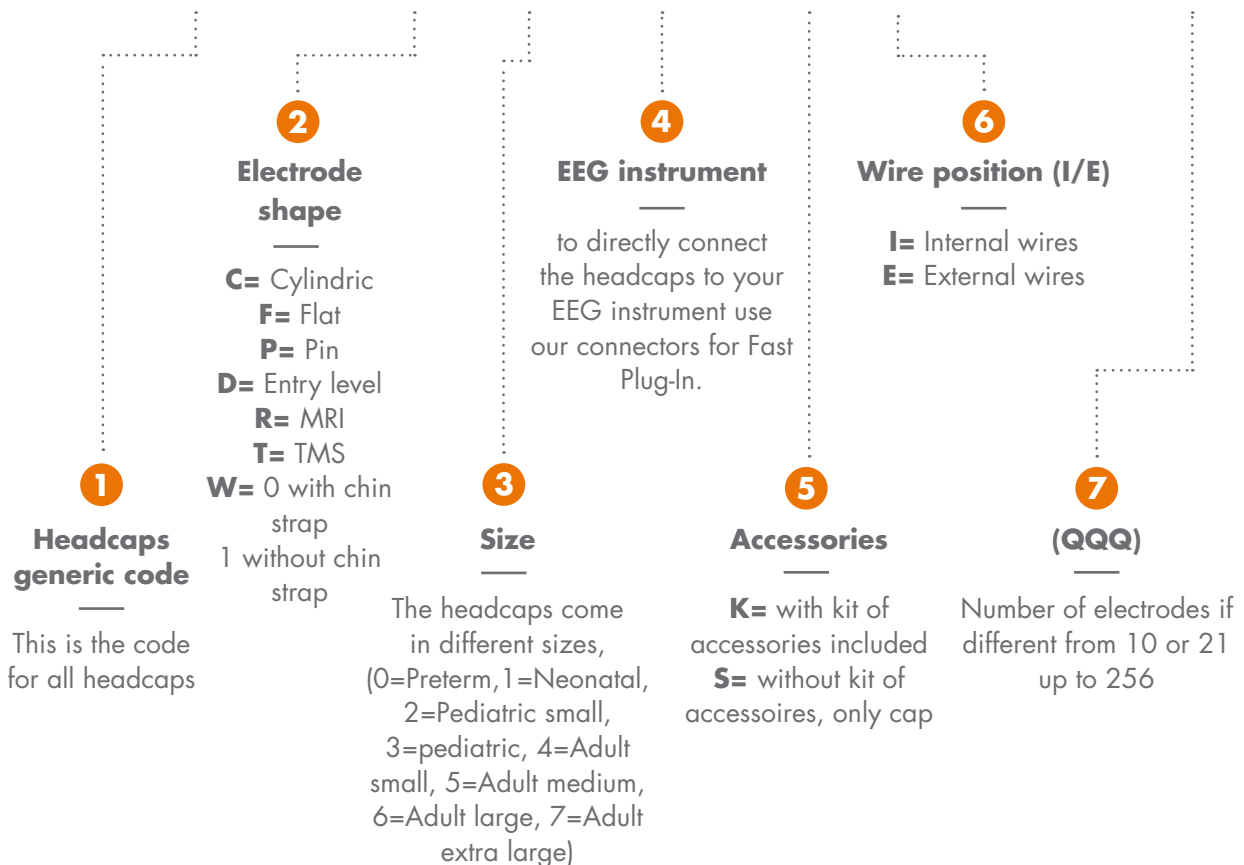 2
Electrode
shape
C= Cylindric
F= Flat
P= Pin
D= Entry level
R= MRI
T= TMS
W= 0 with chin
strap
1 without chin
strap
4
EEG instrument
to directly connect
the headcaps to your
EEG instrument use
our connectors for Fast
Plug-In.
6
Wire position (I/E)
I= Internal wires
E= External wires
1
Headcaps
generic code
This is the code
for all headcaps
3
Size
The headcaps come
in different sizes,
(0=Preterm,1=Neonatal,
2=Pediatric small,
3=pediatric, 4=Adult
small, 5=Adult medium,
6=Adult large, 7=Adult
extra large)
5
Accessories
K= with kit of
accessories included
S= without kit of
accessoires, only cap
7
(QQQ)
Number of electrodes if
different from 10 or 21
up to 256